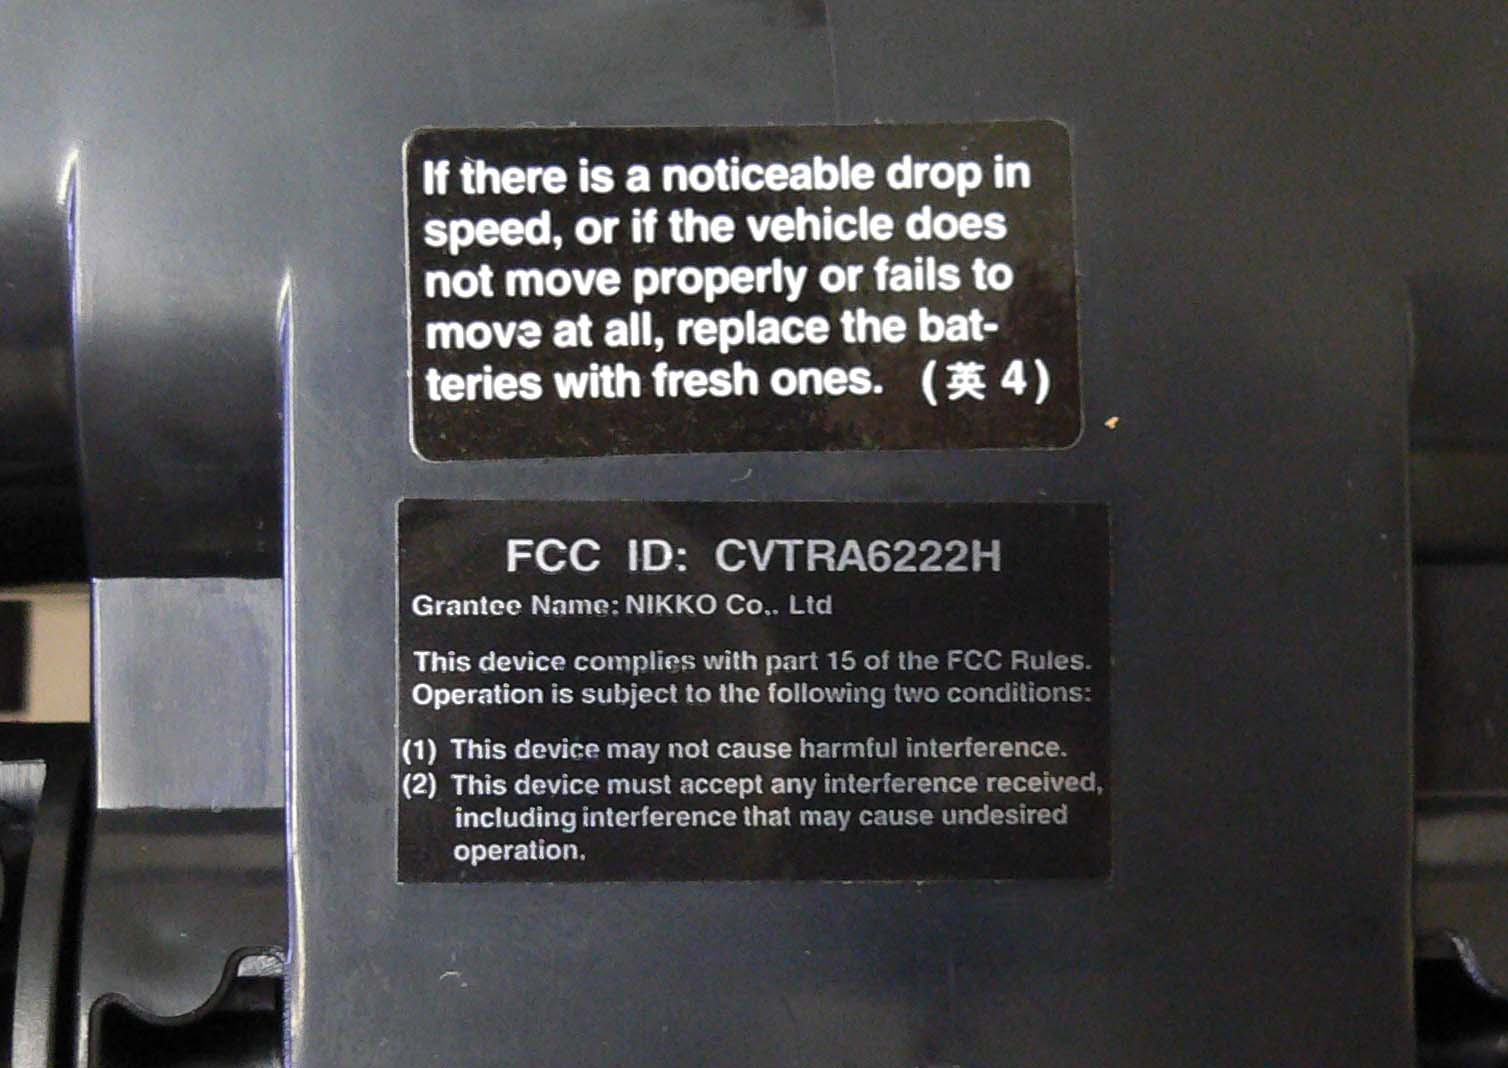 If there is a noticeable drop in
speed, or if the vehicle does
not move properly or fails to
move at all, replace the bat-
teries with fresh ones. (英 4)
FCC ID: CVTRA6222H
Grantee Name: NIKKO Co,. Ltd
This device complies with part 15 of the FCC Rules.
Operation is subject to the following two conditions:
(1) This device may not cause harmful interference.
(2) This device must accept any interference received,
including interference that may cause undesired
operation.